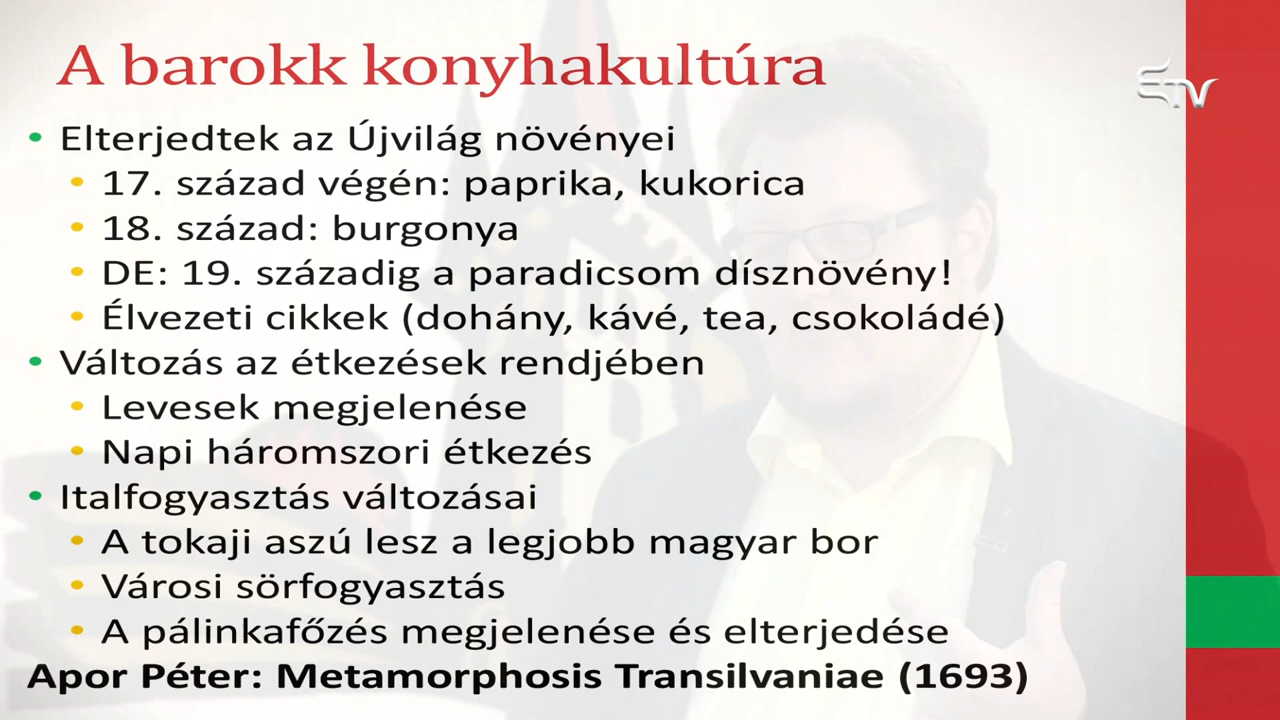 A barokk konyhakultúra
ETV
• Elterjedtek az Újvilág növényei
• 17. század végén: paprika, kukorica
• 18. század: burgonya
• DE: 19. századig a paradicsom dísznövény!
• Élvezeti cikkek (dohány, kávé, tea, csokoládé)
• Változás az étkezések rendjében
• Levesek megjelenése
• Napi háromszori étkezés
• Italfogyasztás változásai
• A tokaji aszú lesz a legjobb magyar bor
• Városi sörfogyasztás
• A pálinkafőzés megjelenése és elterjedése
Apor Péter: Metamorphosis Transilvaniae (1693)